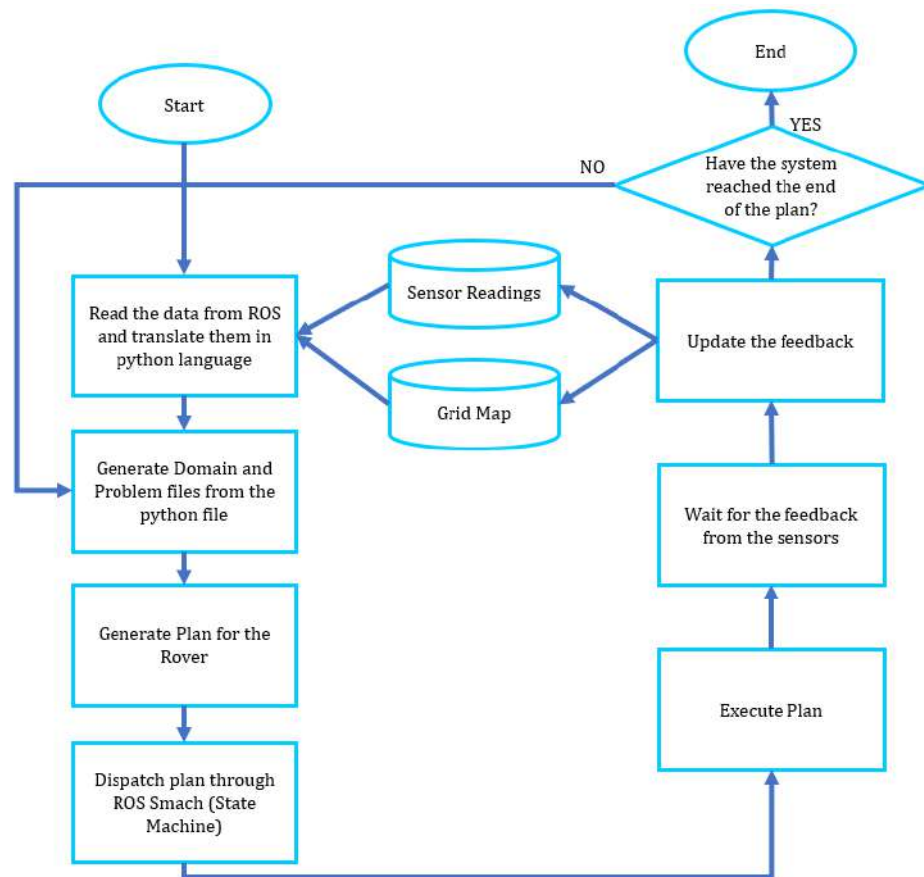 End
Start
YES
NO
Have the system
reached the end
of the plan?
Sensor Readings
Read the data from ROS
and translate them in
python language
Update the feedback
Grid Map
Generate Domain and
Problem files from the
python file
Wait for the feedback
from the sensors
Generate Plan for the
Rover
Execute Plan
Dispatch plan through
ROS Smach (State
Machine)